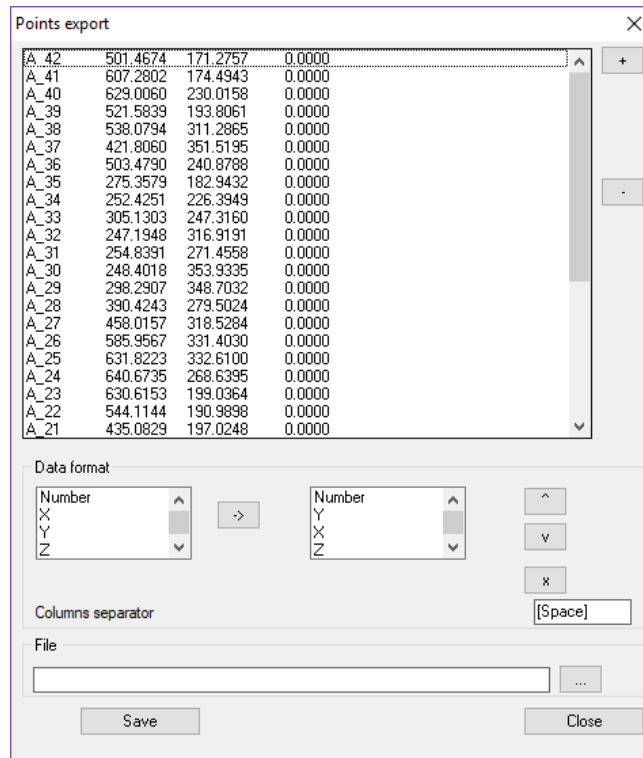 Points export
A_42 501.4674 171.2757 0.0000
A_41 607.2802 174.4943 0.0000
A_40 629.0060 230.0158 0.0000
A_39 521.5839 193.8061 0.0000
A_38 538.0794 311.2865 0.0000
A_37 421.8060 351.5195 0.0000
A_36 503.4790 240.8788 0.0000
A_35 275.3579 182.9432 0.0000
A_34 252.4251 226.3949 0.0000
A_33 305.1303 247.3160 0.0000
A_32 247.1948 316.9191 0.0000
A_31 254.8391 271.4558 0.0000
A_30 248.4018 353.9335 0.0000
A_29 298.2907 348.7032 0.0000
A_28 390.4243 279.5024 0.0000
A_27 458.0157 318.5284 0.0000
A_26 585.9567 331.4030 0.0000
A_25 631.8223 332.6100 0.0000
A_24 640.6735 268.6395 0.0000
A_23 630.6153 199.0364 0.0000
A_22 544.1144 190.9898 0.0000
A_21 435.0829 197.0248 0.0000
+
-
Data format
Number
X
Y
Z
->
Number
Y
X
Z
^
v
x
Columns separator
[Space]
File
...
Save
Close